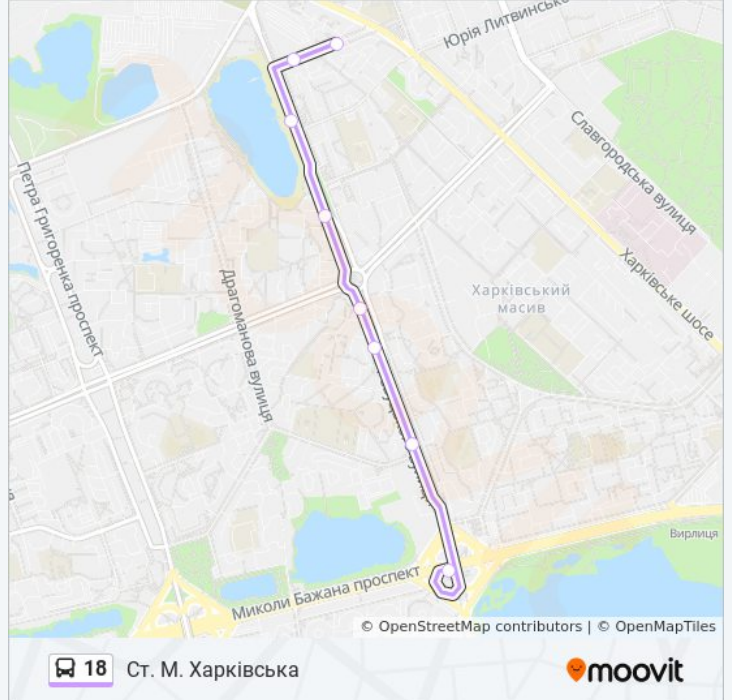 Юрія Литвинсько
Славгородська вулиця
Петра Григоренка проспект
Харківське шосе
Драгоманова вулиця
Харківський
масив
Вирлиця
Миколи Бажана проспект
© OpenStreetMap contributors | © OpenMapTiles
18 Ст. М. Харківська
moovit